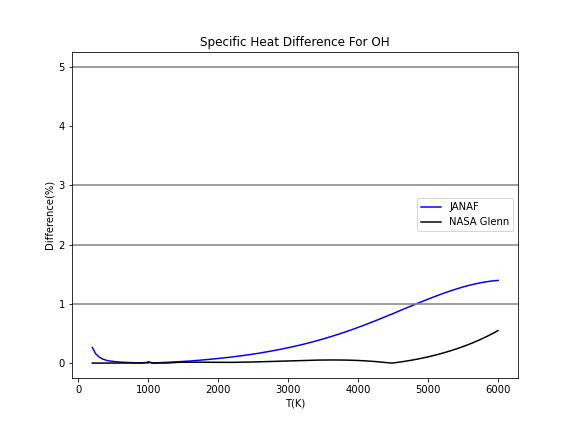 Specific Heat Difference For OH
5
4
3
2
1
0
Difference(%)
JANAF
NASA Glenn
0 1000 2000 3000 4000 5000 6000
T(K)